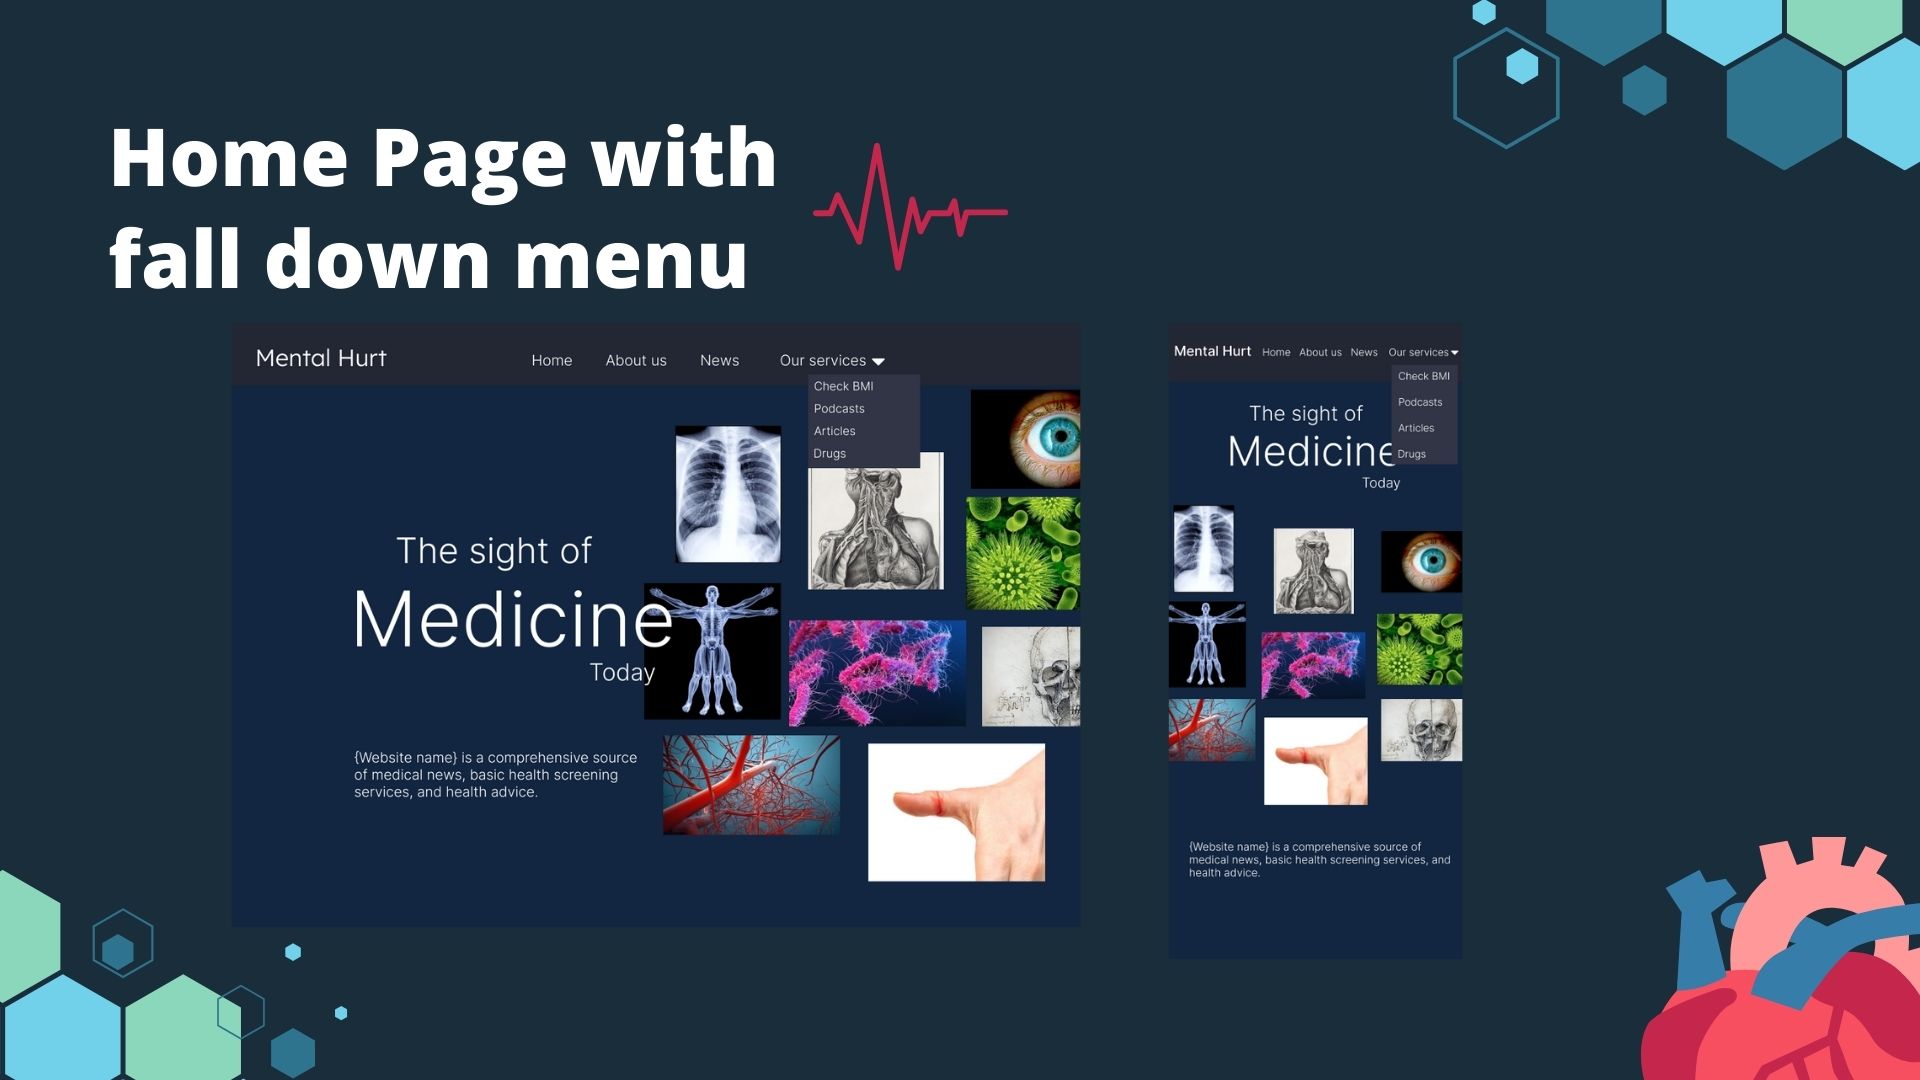 Home Page with
fall down menu
Mental Hurt
Home About us News Our services
Check BMI
Podcasts
Articles
Drugs
The sight of
Medicine
Today
{Website name} is a comprehensive source
of medical news, basic health screening
services, and health advice.
Mental Hurt Home About us News Our services
Check BMI
Podcasts
Articles
Drugs
The sight of
Medicine
Today
{Website name} is a comprehensive source of
medical news, basic health screening services, and
health advice.